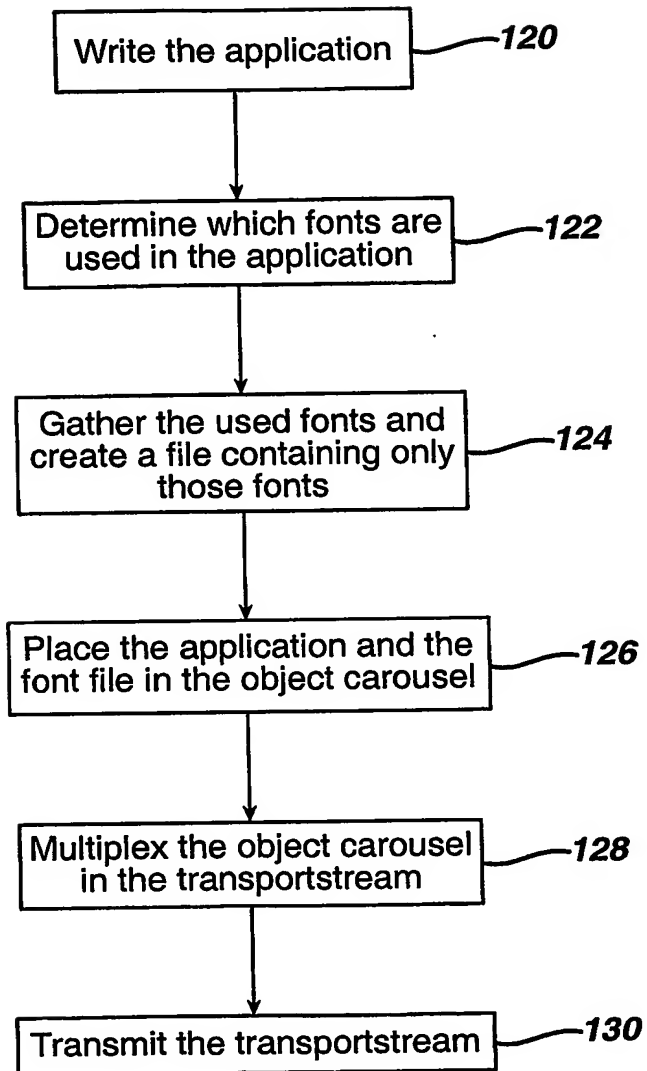 Write the application
120
Determine which fonts are
used in the application
122
Gather the used fonts and
create a file containing only
those fonts
124
Place the application and the
font file in the object carousel
126
Multiplex the object carousel
in the transportstream
128
Transmit the transportstream
130